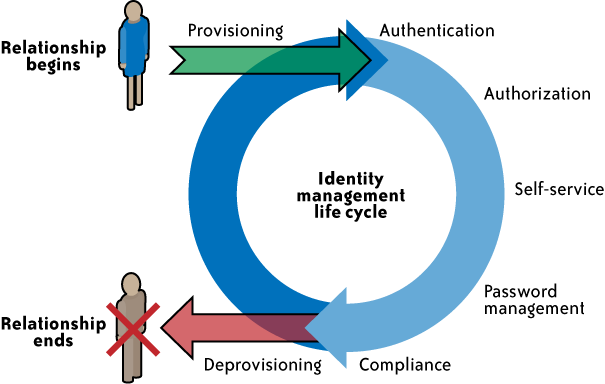 Provisioning
Authentication
Relationship
begins
Authorization
Identity
management
life cycle
Self-service
Password
management
Relationship
ends
Deprovisioning
Compliance